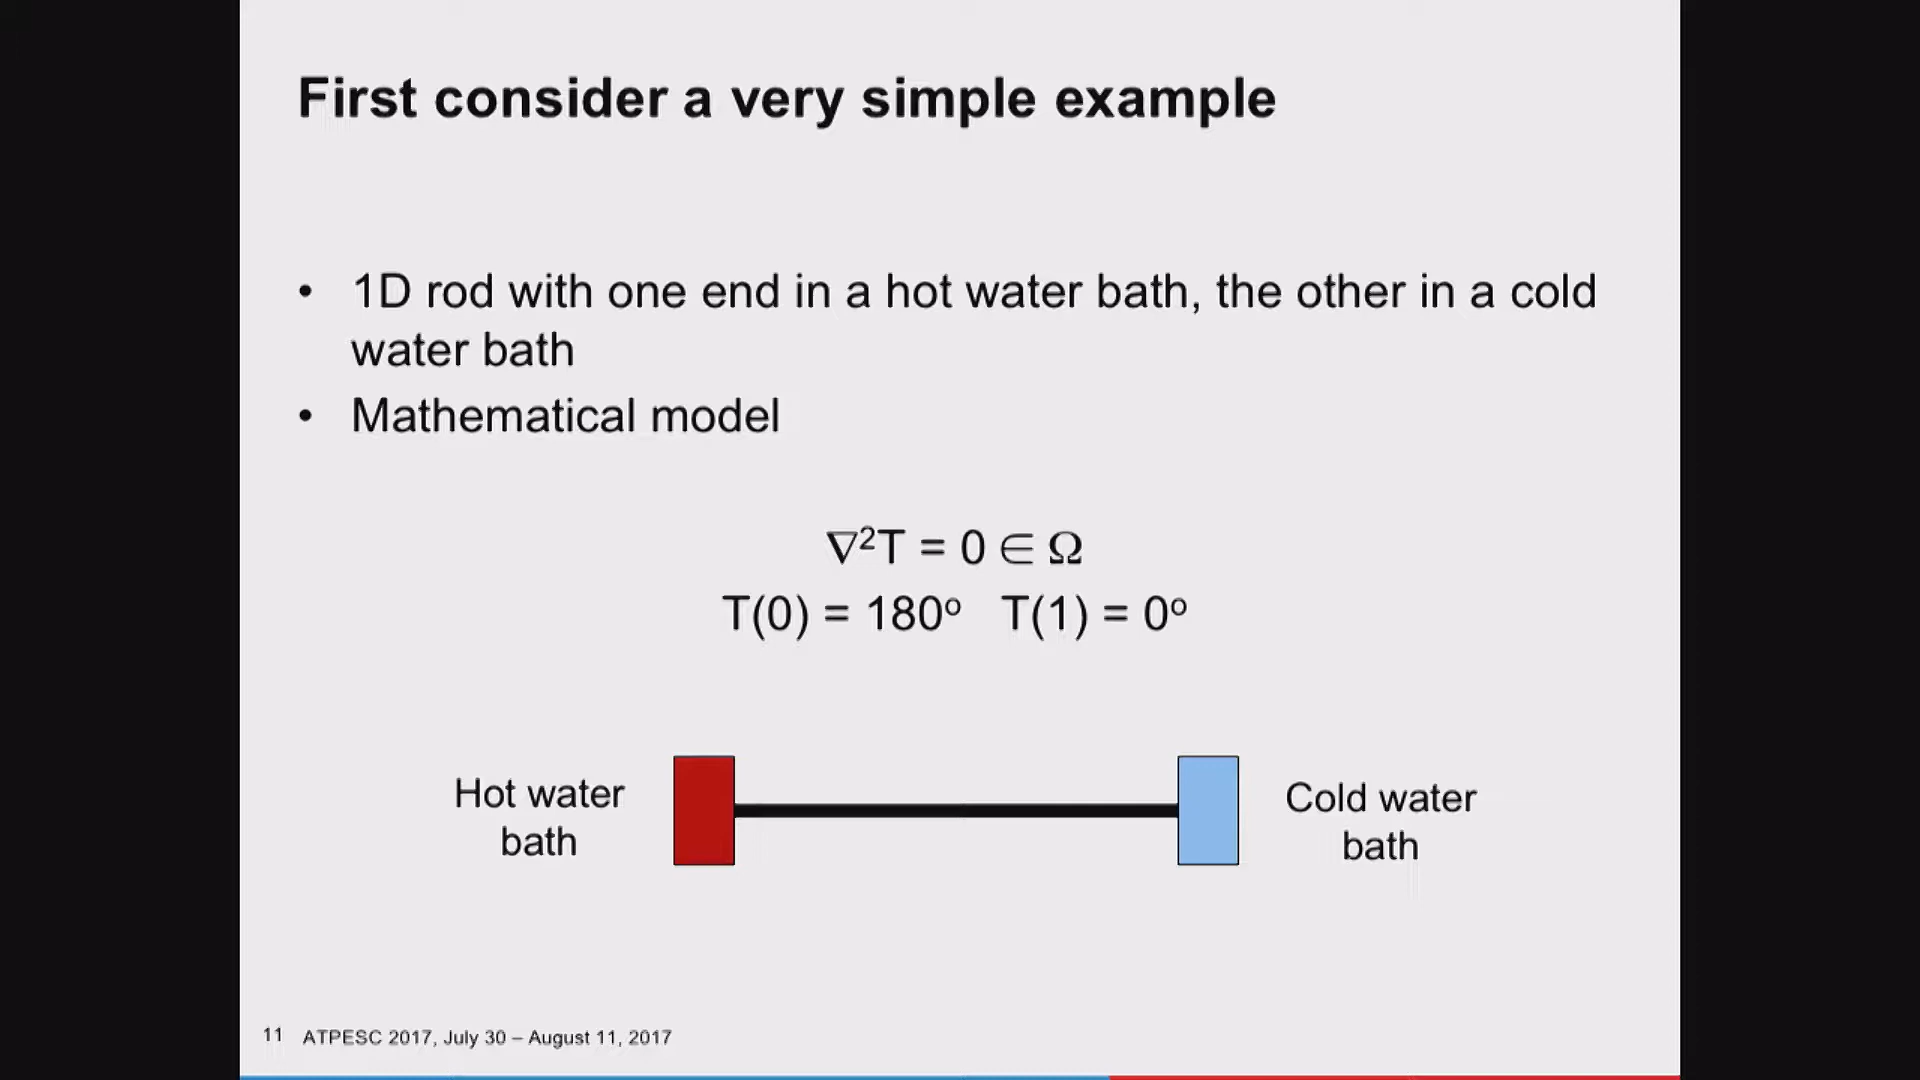 First consider a very simple example
• 1D rod with one end in a hot water bath, the other in a cold
water bath
• Mathematical model
∇²T = 0 ∈ Ω
T(0) = 180º T(1) = 0º
Hot water
bath
Cold water
bath
11 ATPESC 2017, July 30 – August 11, 2017